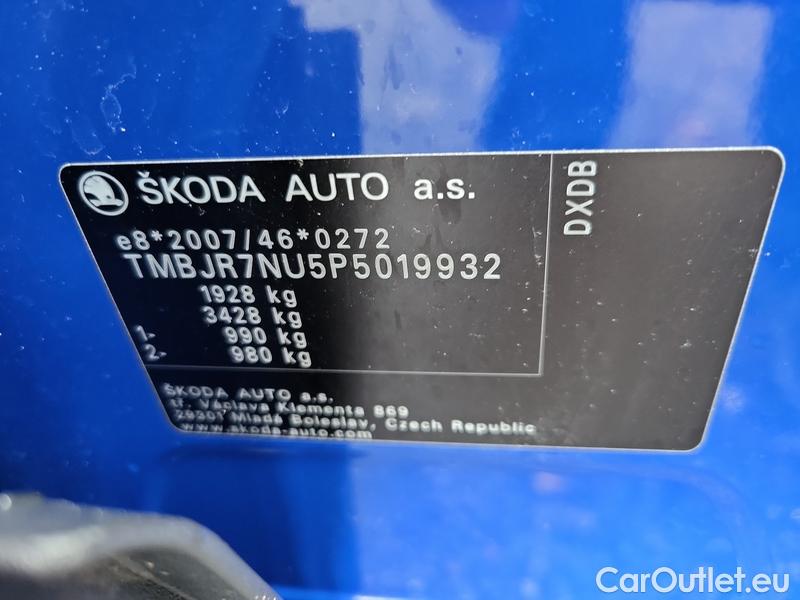 ŠKODA AUTO a.s.
e8*2007/46*0272
TMBJR7NU5P5019932
1928 kg
3428 kg
1- 990 kg
2- 980 kg
ŠKODA AUTO a.s.
tř. Václava Klementa 869
29301 Mladá Boleslav, Czech Republic
www.skoda-auto.com
DXDB
CarOutlet.eu